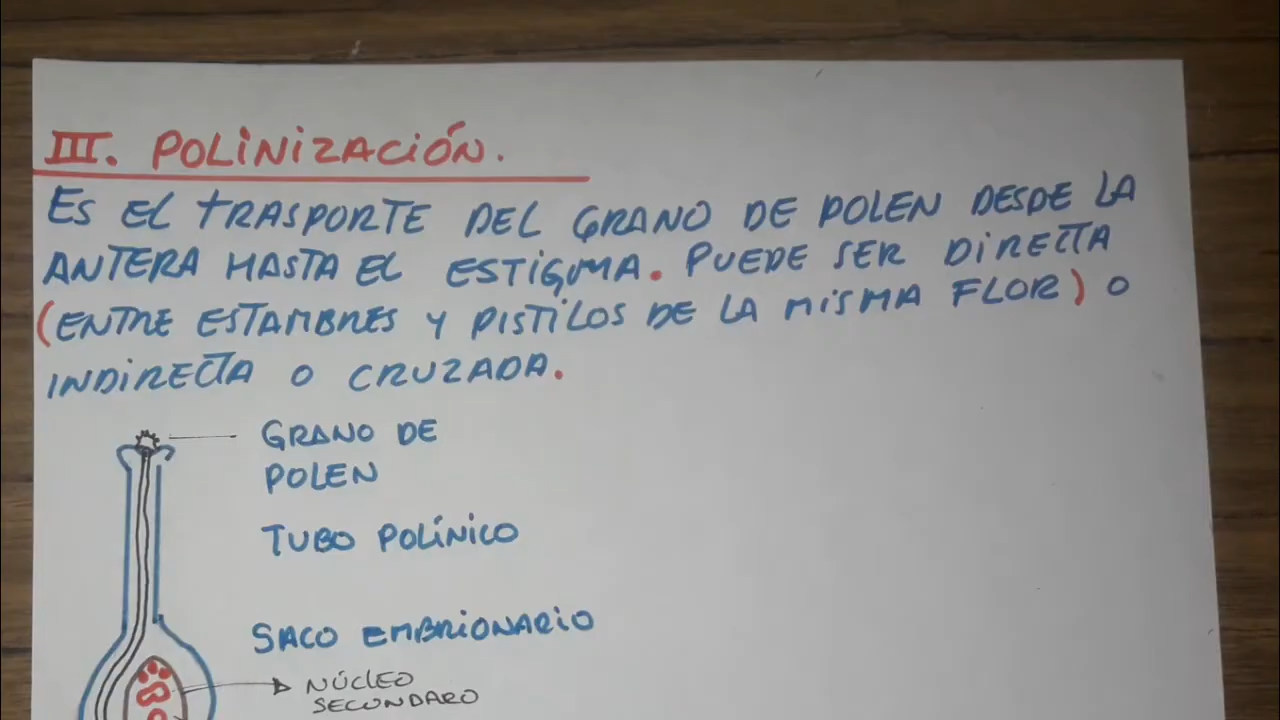 III. POLINIZACIÓN.
ES EL TRASPORTE DEL GRANO DE POLEN DESDE LA
ANTERA HASTA EL ESTIGMA. PUEDE SER DIRECTA
(ENTRE ESTAMBRES Y PISTILOS DE LA MISMA FLOR) O
INDIRECTA O CRUZADA.
GRANO DE
POLEN
TUBO POLÍNICO
SACO EMBRIONARIO
NÚCLEO
SECUNDARO